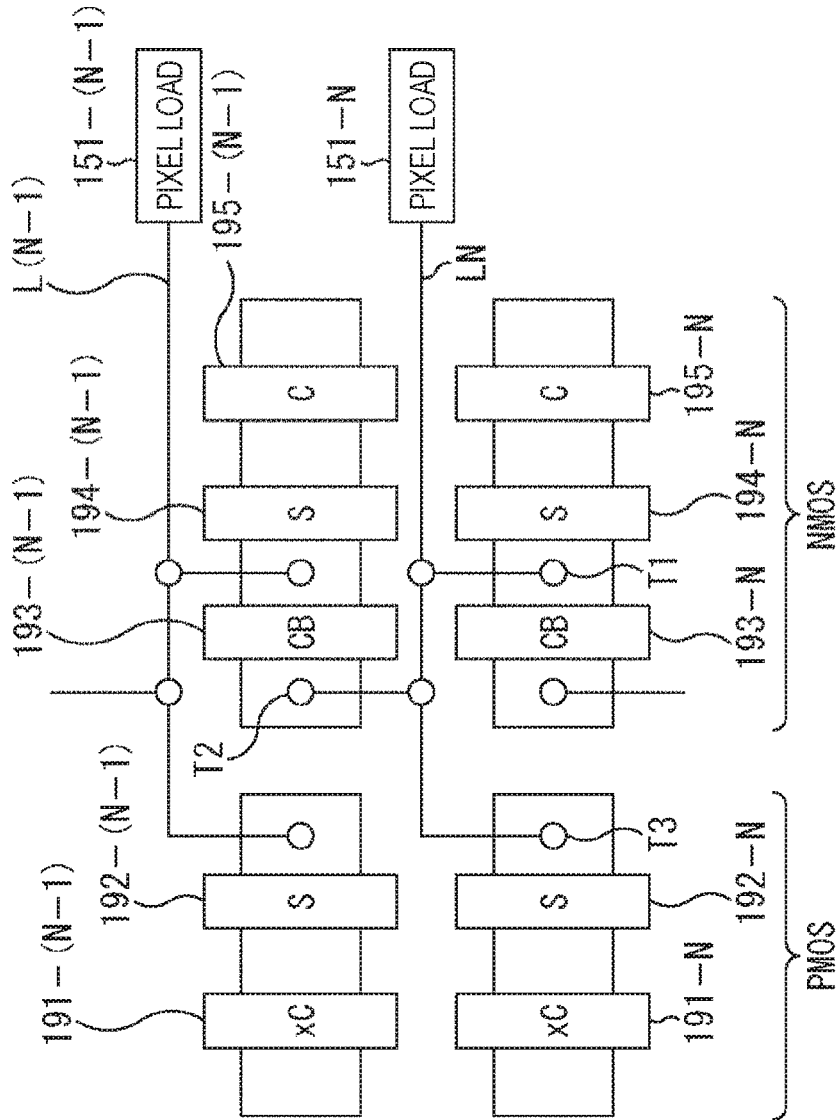 L(N-1)
151-(N-1)
PIXEL LOAD
195-(N-1)
194-(N-1)
193-(N-1)
192-(N-1)
191-(N-1)
xC
S
T2
CB
S
C
151-N
PIXEL LOAD
LN
xC
S
CB
S
C
191-N
192-N
T3
193-N
T1
194-N
195-N
PMOS
NMOS